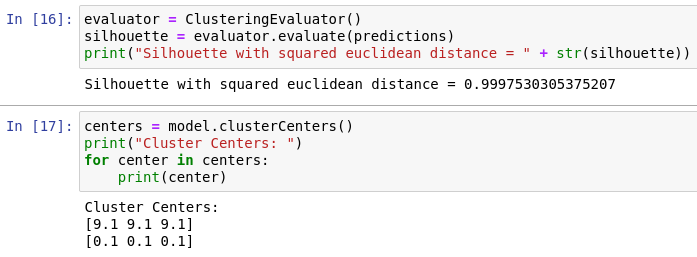 In [16]: evaluator = ClusteringEvaluator()
silhouette = evaluator.evaluate(predictions)
print("Silhouette with squared euclidean distance = " + str(silhouette))
Silhouette with squared euclidean distance = 0.9997530305375207
In [17]: centers = model.clusterCenters()
print("Cluster Centers: ")
for center in centers:
    print(center)
Cluster Centers:
[9.1 9.1 9.1]
[0.1 0.1 0.1]